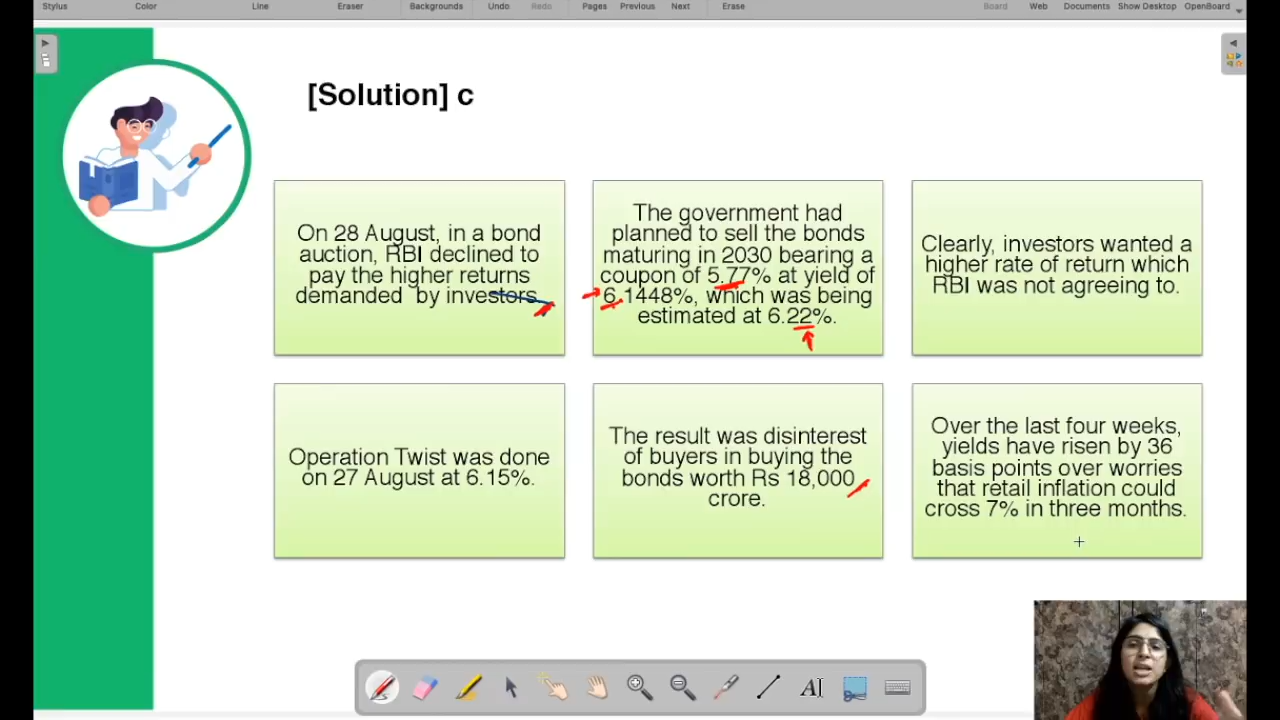 Stylus Color Line Eraser Backgrounds Undo Redo Pages Previous Next Erase Board Web Documents Show Desktop OpenBoard
[Solution] c
On 28 August, in a bond
auction, RBI declined to
pay the higher returns
demanded by investors.
The government had
planned to sell the bonds
maturing in 2030 bearing a
coupon of 5.77% at yield of
6.1448%, which was being
estimated at 6.22%.
Clearly, investors wanted a
higher rate of return which
RBI was not agreeing to.
Operation Twist was done
on 27 August at 6.15%.
The result was disinterest
of buyers in buying the
bonds worth Rs 18,000
crore.
Over the last four weeks,
yields have risen by 36
basis points over worries
that retail inflation could
cross 7% in three months.